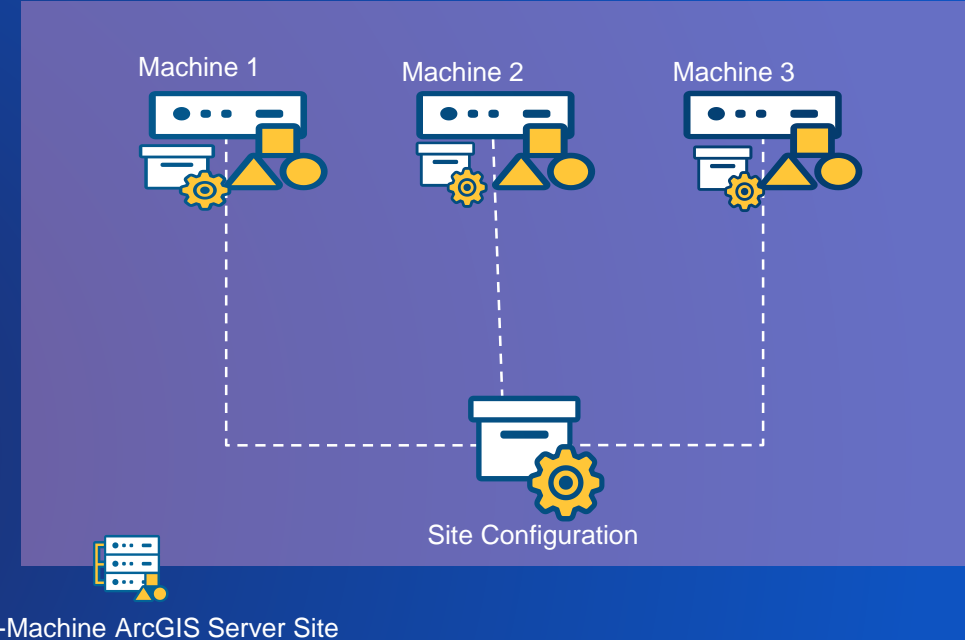 Machine 1
Machine 2
Machine 3
Site Configuration
-Machine ArcGIS Server Site